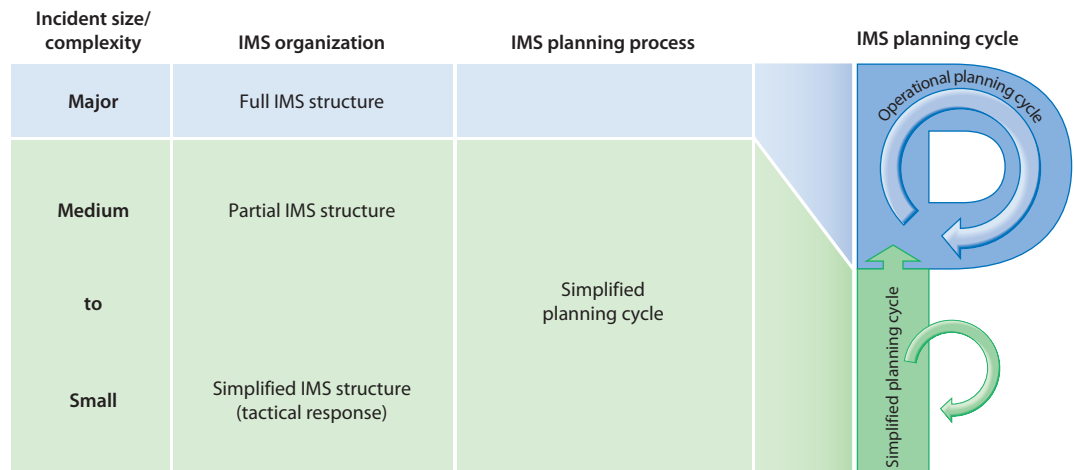 Incident size/
complexity
IMS organization
IMS planning process
IMS planning cycle
Major
Full IMS structure
Operational planning cycle
Medium
Partial IMS structure
to
Simplified
planning cycle
Small
Simplified IMS structure
(tactical response)
Simplified planning cycle